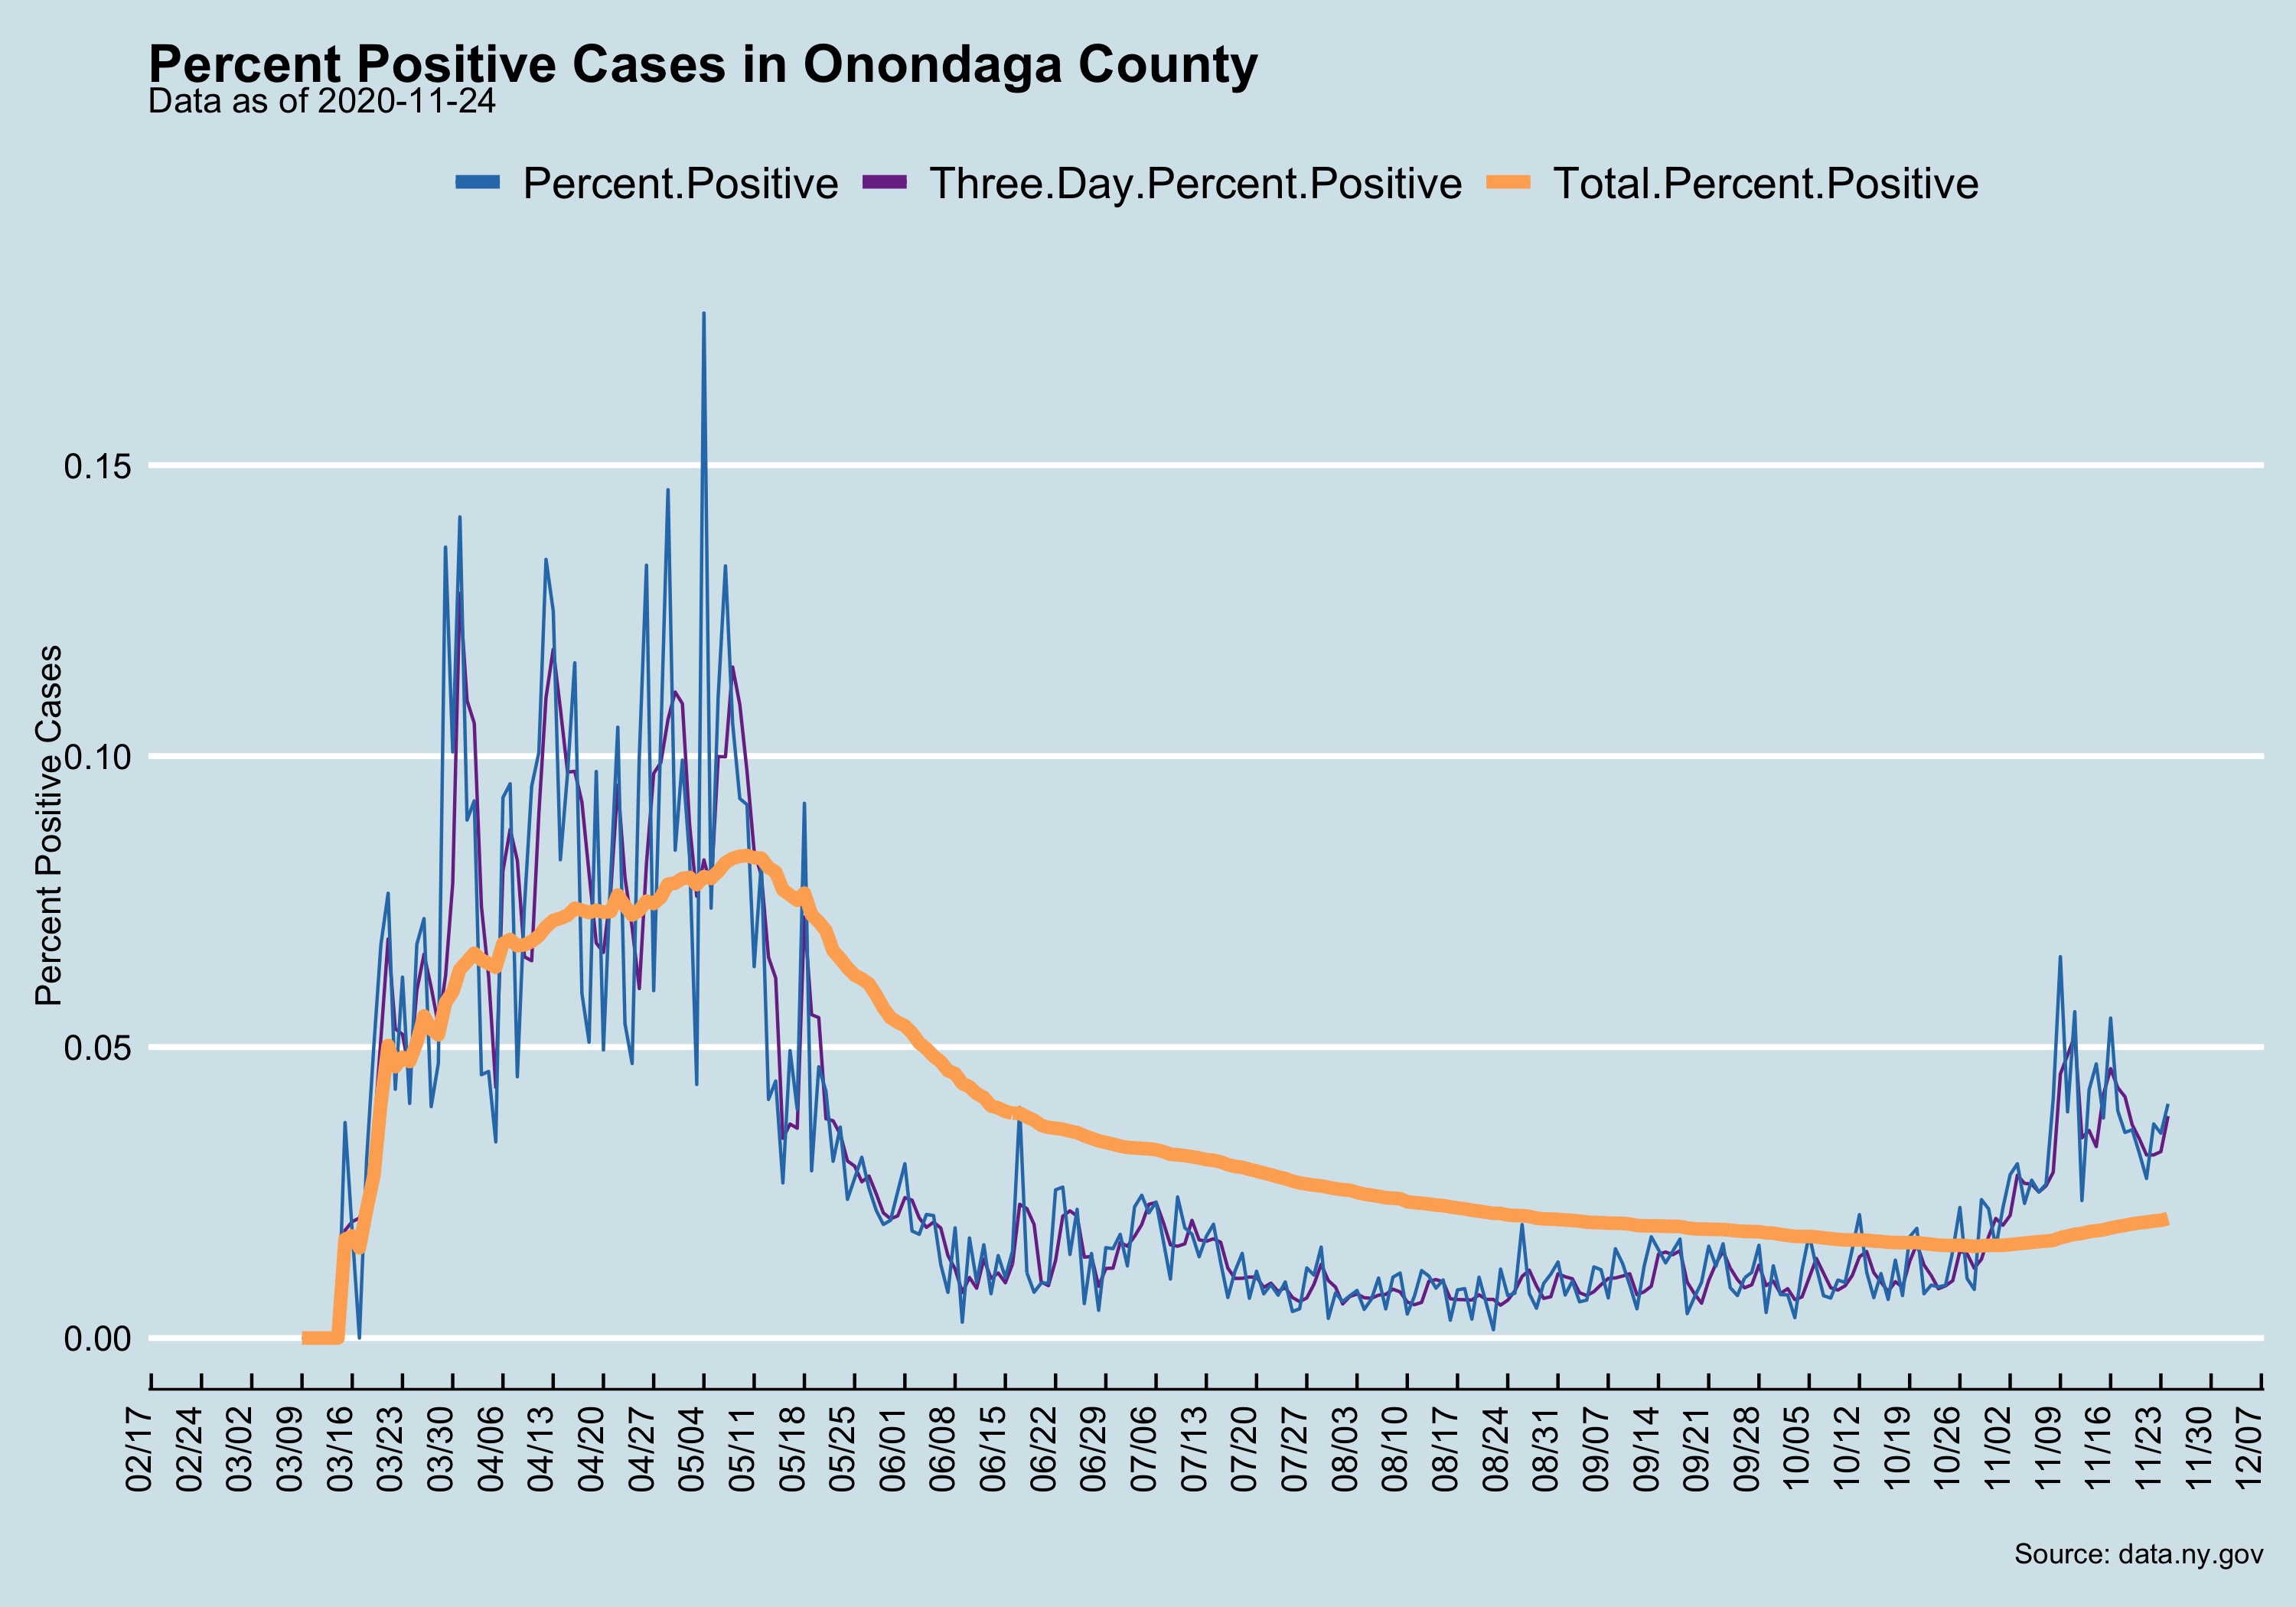 Percent Positive Cases in Onondaga County
Data as of 2020-11-24
Percent.Positive Three.Day.Percent.Positive Total.Percent.Positive
Percent Positive Cases
0.15
0.10
0.05
0.00
02/17 02/24 03/02 03/09 03/16 03/23 03/30 04/06 04/13 04/20 04/27 05/04 05/11 05/18 05/25 06/01 06/08 06/15 06/22 06/29 07/06 07/13 07/20 07/27 08/03 08/10 08/17 08/24 08/31 09/07 09/14 09/21 09/28 10/05 10/12 10/19 10/26 11/02 11/09 11/16 11/23 11/30 12/07
Source: data.ny.gov